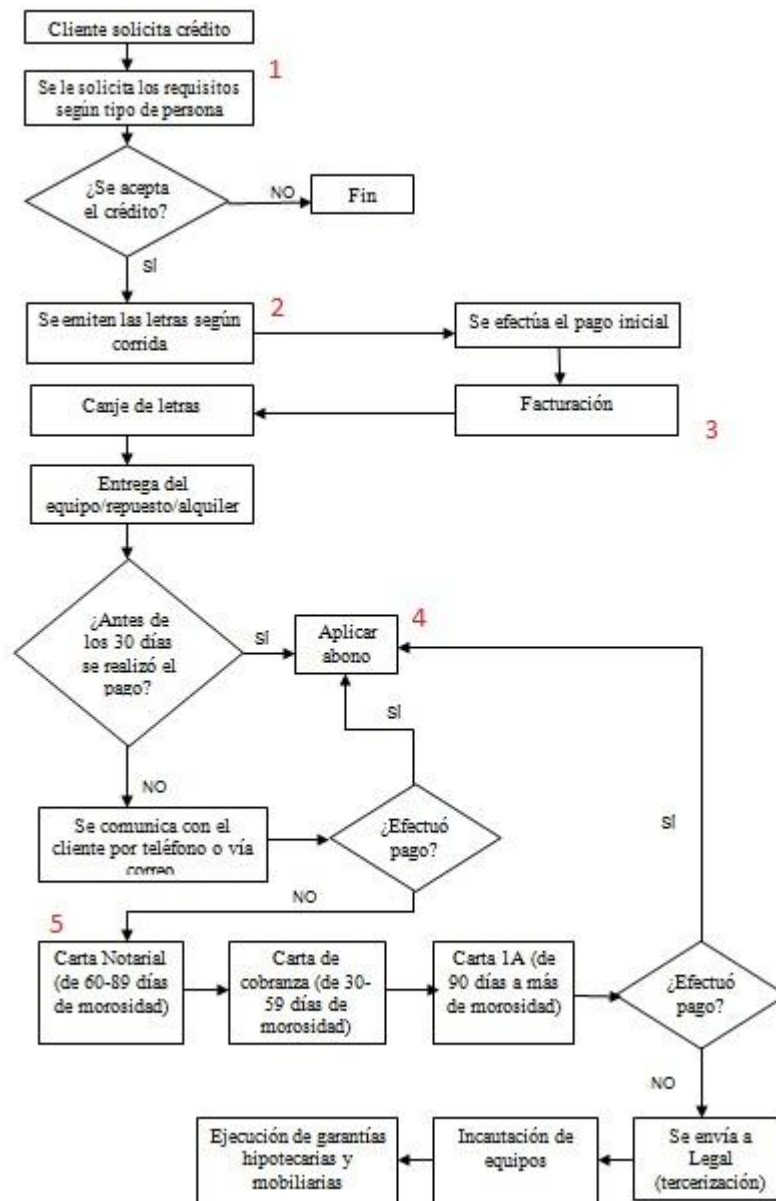 Cliente solicita crédito
1
Se le solicita los requisitos
según tipo de persona
¿Se acepta
el crédito?
NO
Fin
SÍ
2
Se emiten las letras según
corrida
Se efectúa el pago inicial
Canje de letras
Facturación
3
Entrega del
equipo/repuesto/alquiler
¿Antes de
los 30 días
se realizó el
pago?
SÍ
Aplicar
abono
4
SÍ
NO
Se comunica con el
cliente por teléfono o vía
correo
¿Efectuó
pago?
SÍ
NO
5
Carta Notarial
(de 60-89 días
de morosidad)
Carta de
cobranza (de 30-
59 días de
morosidad)
Carta 1A (de
90 días a más
de morosidad)
¿Efectuó
pago?
NO
Ejecución de garantías
hipotecarias y
mobiliarias
Incautación de
equipos
Se envía a
Legal
(tercerización)